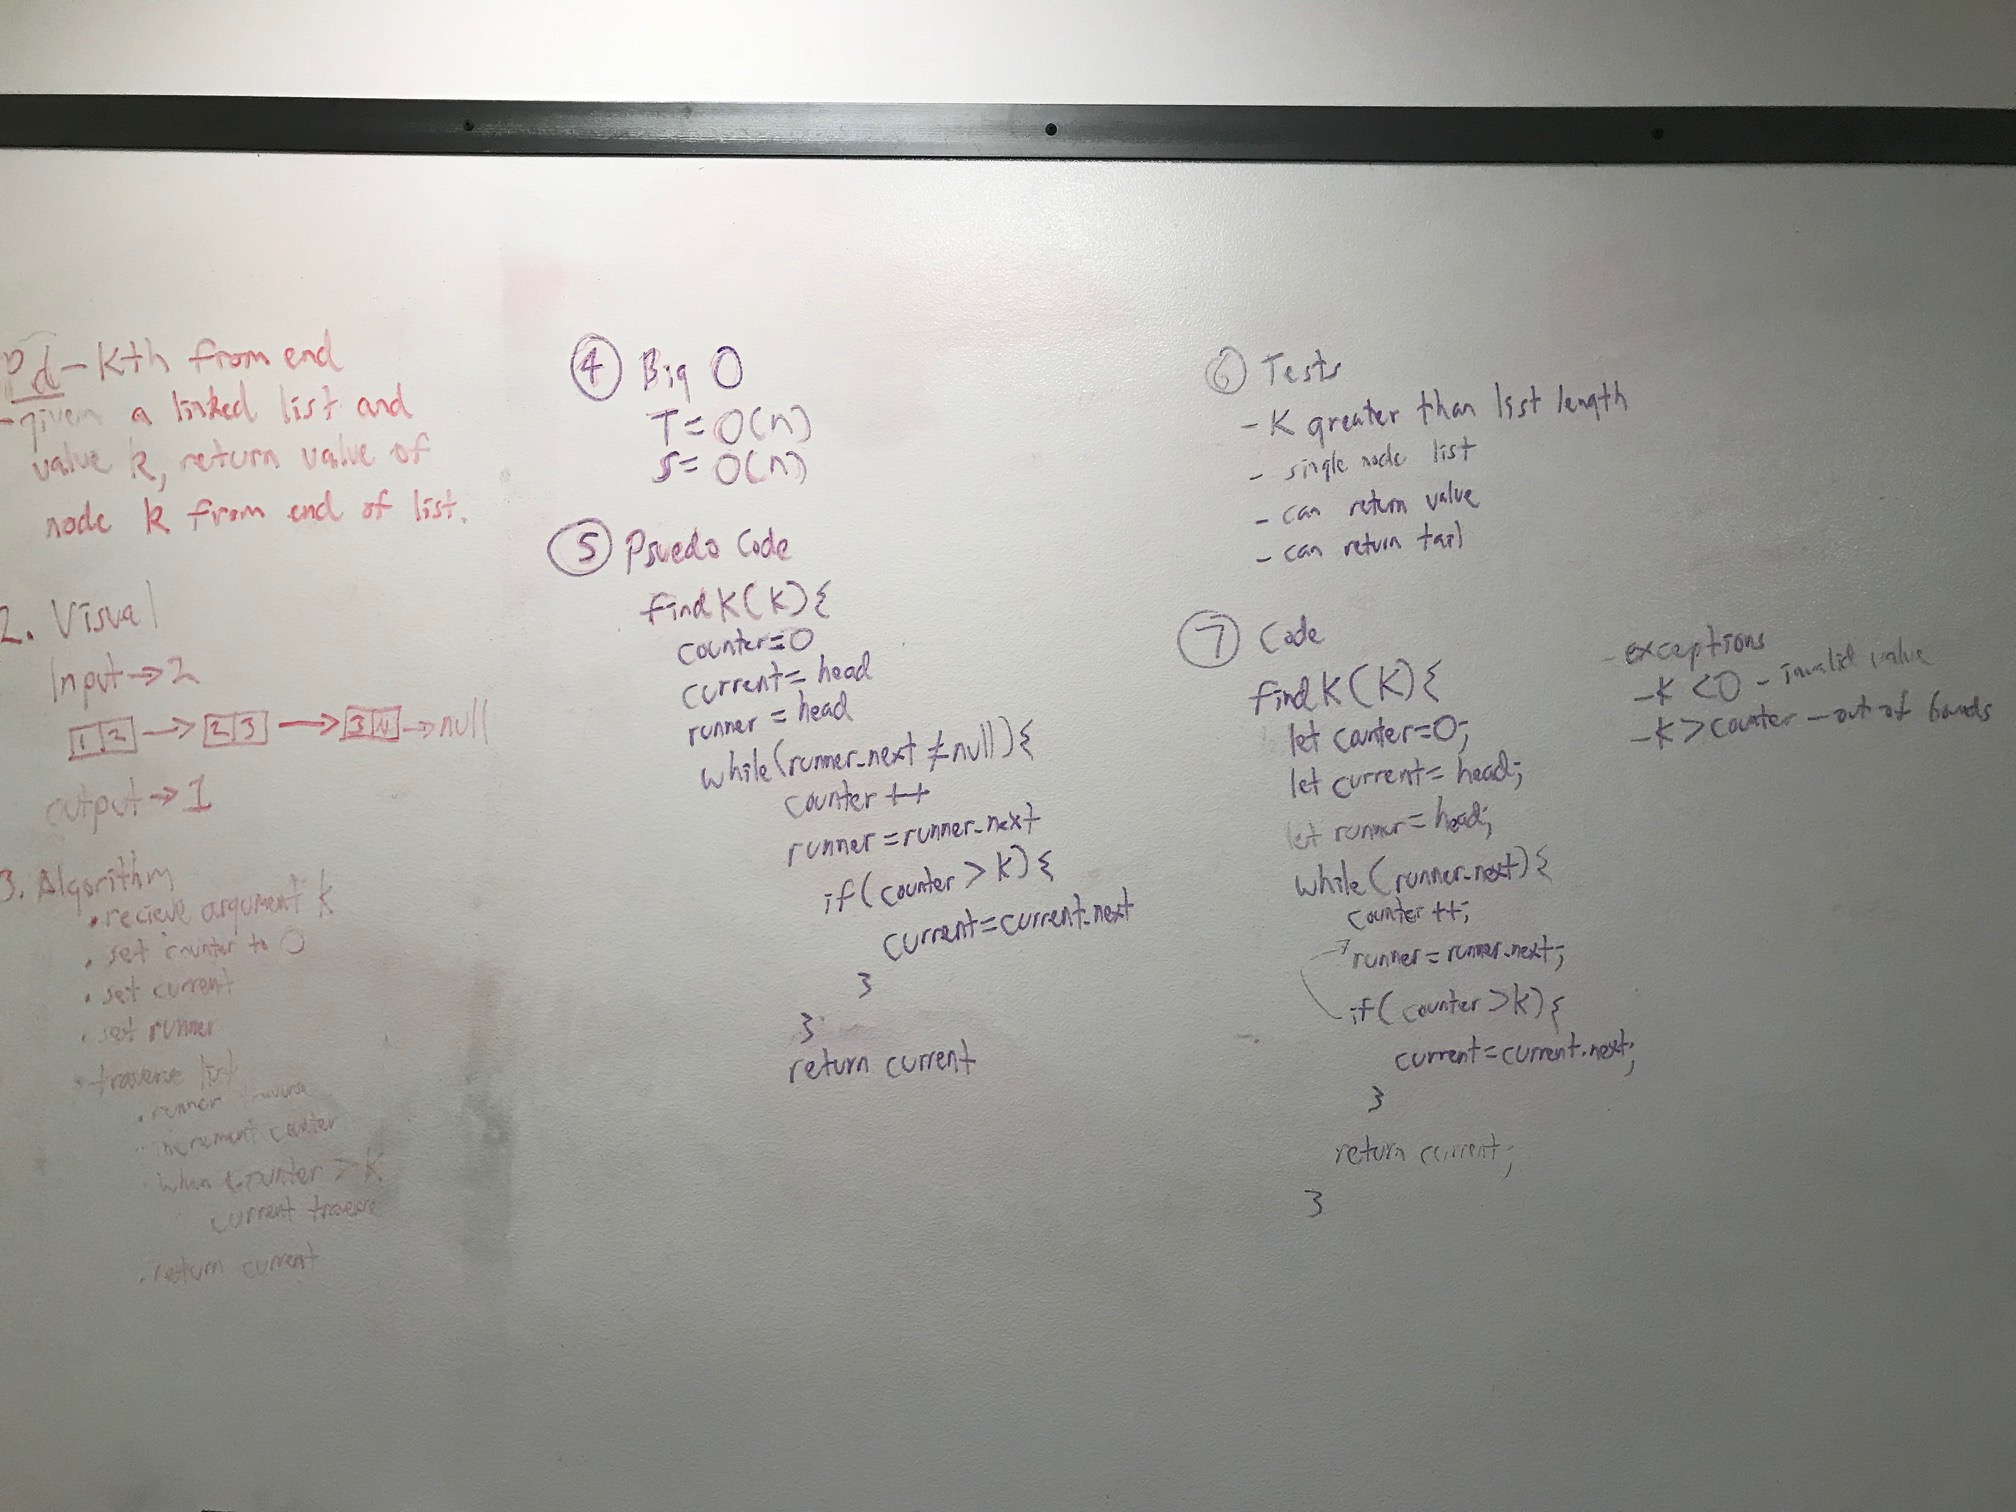 Pd - Kth from end
- given a linked list and
value k, return value of
node k from end of list.
2. Visual
Input → 2
1 2 → 2 3 → 3 4 → null
output → 1
3. Algorithm
• recieve argument k
• set counter to 0
• set current
• set runner
• traverse list
• runner traverse
increment counter
when counter > k
current traverse
• return current
4 Big O
T = O(n)
S = O(n)
5 Psuedo Code
findK(k){
counter = 0
current = head
runner = head
while(runner.next ≠ null){
counter ++
runner = runner.next
if(counter > k){
current = current.next
}
}
return current
6 Tests
- K greater than list length
- single node list
- can return value
- can return tail
7 Code
findK(k){
let counter=0;
let current = head;
let runner = head;
while(runner.next){
counter ++;
runner = runner.next;
if(counter >k){
current = current.next;
}
return current;
}
- exceptions
- k <0 - invalid value
- k > counter - out of bounds